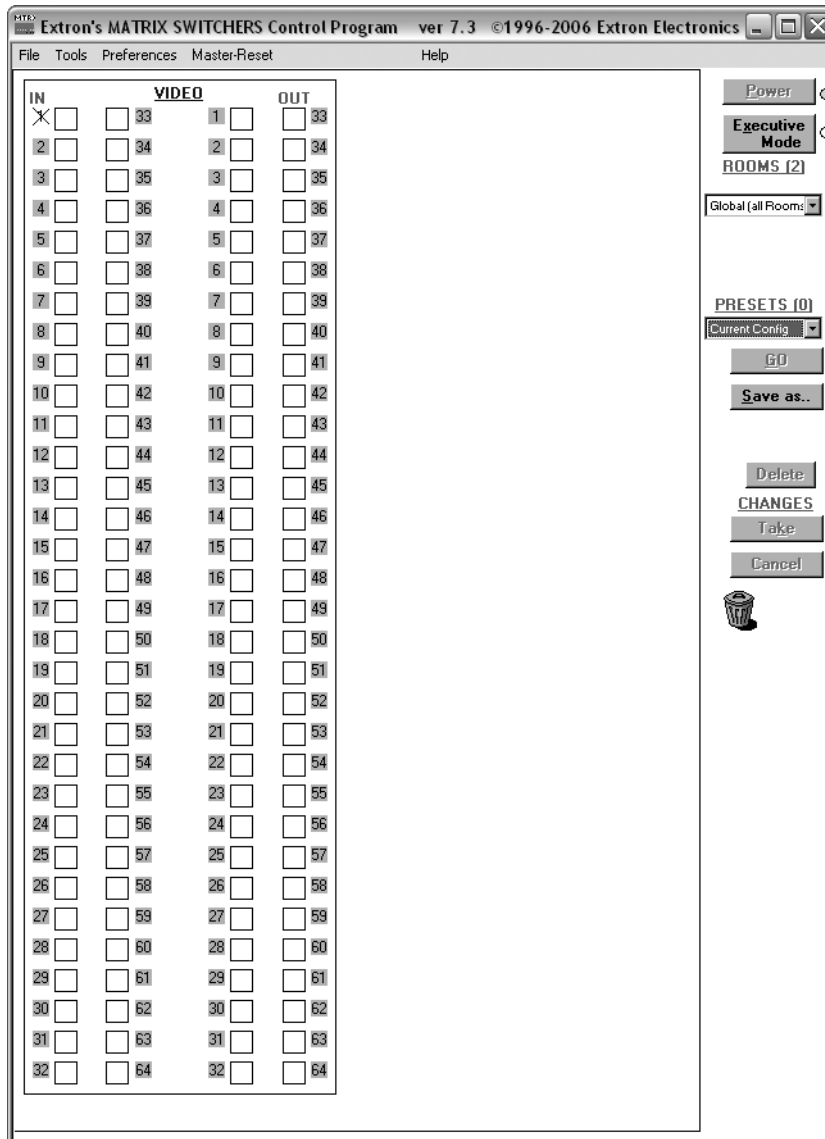 MTRX Extron's MATRIX SWITCHERS Control Program ver 7.3 ©1996-2006 Extron Electronics
File Tools Preferences Master-Reset Help
IN VIDEO OUT
1 33 1 33
2 34 2 34
3 35 3 35
4 36 4 36
5 37 5 37
6 38 6 38
7 39 7 39
8 40 8 40
9 41 9 41
10 42 10 42
11 43 11 43
12 44 12 44
13 45 13 45
14 46 14 46
15 47 15 47
16 48 16 48
17 49 17 49
18 50 18 50
19 51 19 51
20 52 20 52
21 53 21 53
22 54 22 54
23 55 23 55
24 56 24 56
25 57 25 57
26 58 26 58
27 59 27 59
28 60 28 60
29 61 29 61
30 62 30 62
31 63 31 63
32 64 32 64
Power
Executive
Mode
ROOMS (2)
Global (all Rooms
PRESETS (0)
Current Config
GO
Save as..
Delete
CHANGES
Take
Cancel